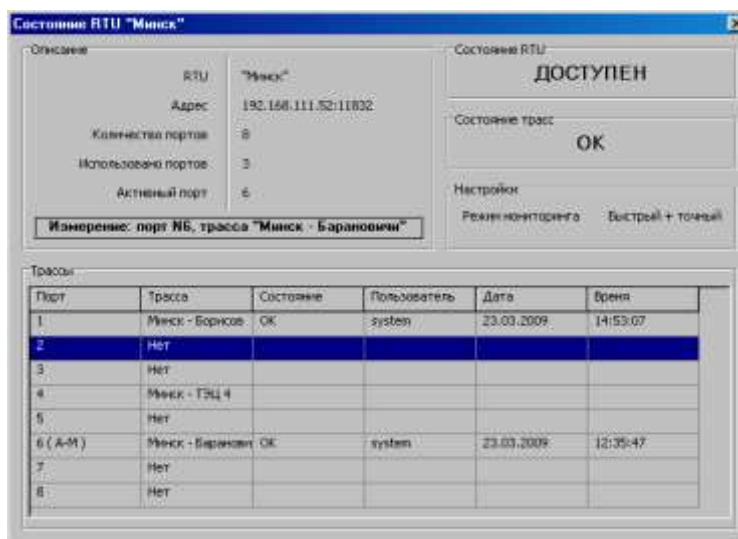 Состояние RTU "Минск"
Описание
RTU "Минск"
Адрес 192.168.111.52:11832
Количество портов 8
Использовано портов 3
Активный порт 6
Измерение: порт N6, трасса "Минск - Барановичи"
Состояние RTU
ДОСТУПЕН
Состояние трасс
OK
Настройки
Режим мониторинга Быстрый + точный
Трассы
Порт Трасса Состояние Пользователь Дата Время
1 Минск - Борисов OK system 23.03.2009 14:53:07
2 Нет
3 Нет
4 Минск - ТЭЦ 4
5 Нет
6 ( A-M ) Минск - Баранович OK system 23.03.2009 12:35:47
7 Нет
8 Нет